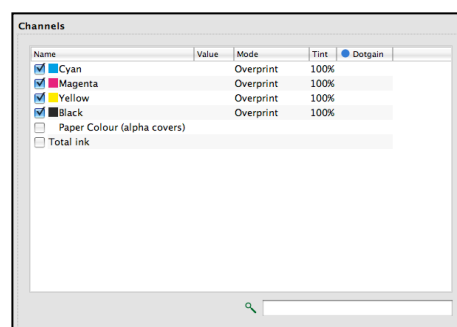 Channels
Name Value Mode Tint Dotgain
Cyan Overprint 100%
Magenta Overprint 100%
Yellow Overprint 100%
Black Overprint 100%
Paper Colour (alpha covers)
Total ink